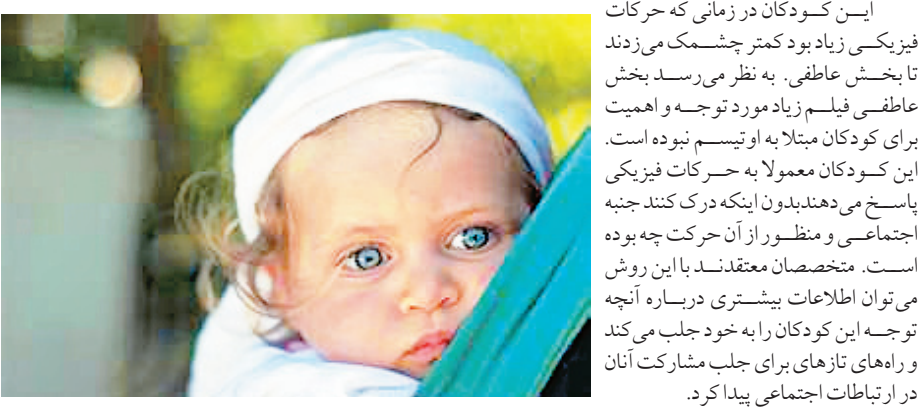 این کودکان در زمانی که حرکات
فیزیکی زیاد بود کمتر چشمک می‌زدند
تا بخش عاطفی. به نظر می‌رسد بخش
عاطفی فیلم زیاد مورد توجه و اهمیت
برای کودکان مبتلا به اوتیسم نبوده است.
این کودکان معمولا به حرکات فیزیکی
پاسخ می‌دهندبدون اینکه درک کنند جنبه
اجتماعی و منظور از آن حرکت چه بوده
است. متخصصان معتقدند با این روش
می‌توان اطلاعات بیشتری درباره آنچه
توجه این کودکان را به خود جلب می‌کند
و راه‌های تازهای برای جلب مشارکت آنان
در ارتباطات اجتماعی پیدا کرد.